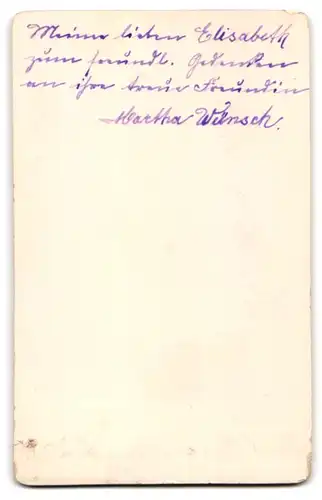 Meiner lieben Elisabeth
zum freundl. Gedenken
an ihre treue Freundin
Martha Wünsch.